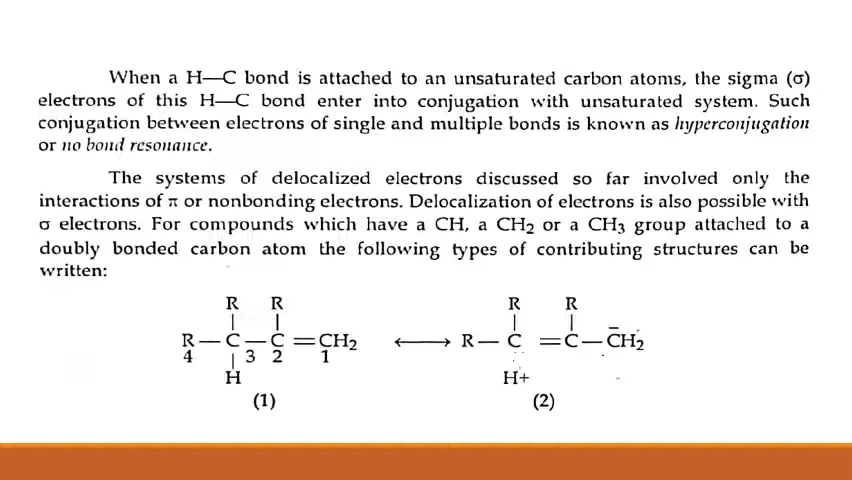 When a H—C bond is attached to an unsaturated carbon atoms, the sigma (σ)
electrons of this H—C bond enter into conjugation with unsaturated system. Such
conjugation between electrons of single and multiple bonds is known as hyperconjugation
or no bond resonance.
The systems of delocalized electrons discussed so far involved only the
interactions of π or nonbonding electrons. Delocalization of electrons is also possible with
σ electrons. For compounds which have a CH, a CH₂ or a CH₃ group attached to a
doubly bonded carbon atom the following types of contributing structures can be
written:
R R R R
R—C—C=CH₂ ⟷ R—C=C—C̄H₂
4 3 2 1
H H+
(1) (2)